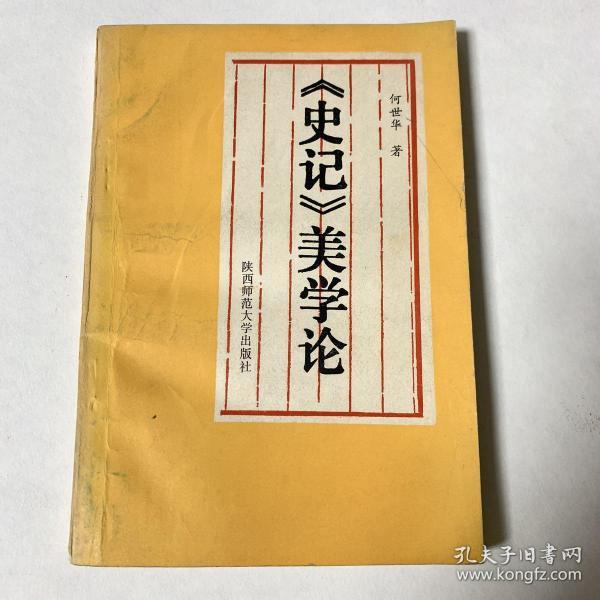 何世华 著
《史记》美学论
陕西师范大学出版社
孔夫子旧书网
www.kongfz.com